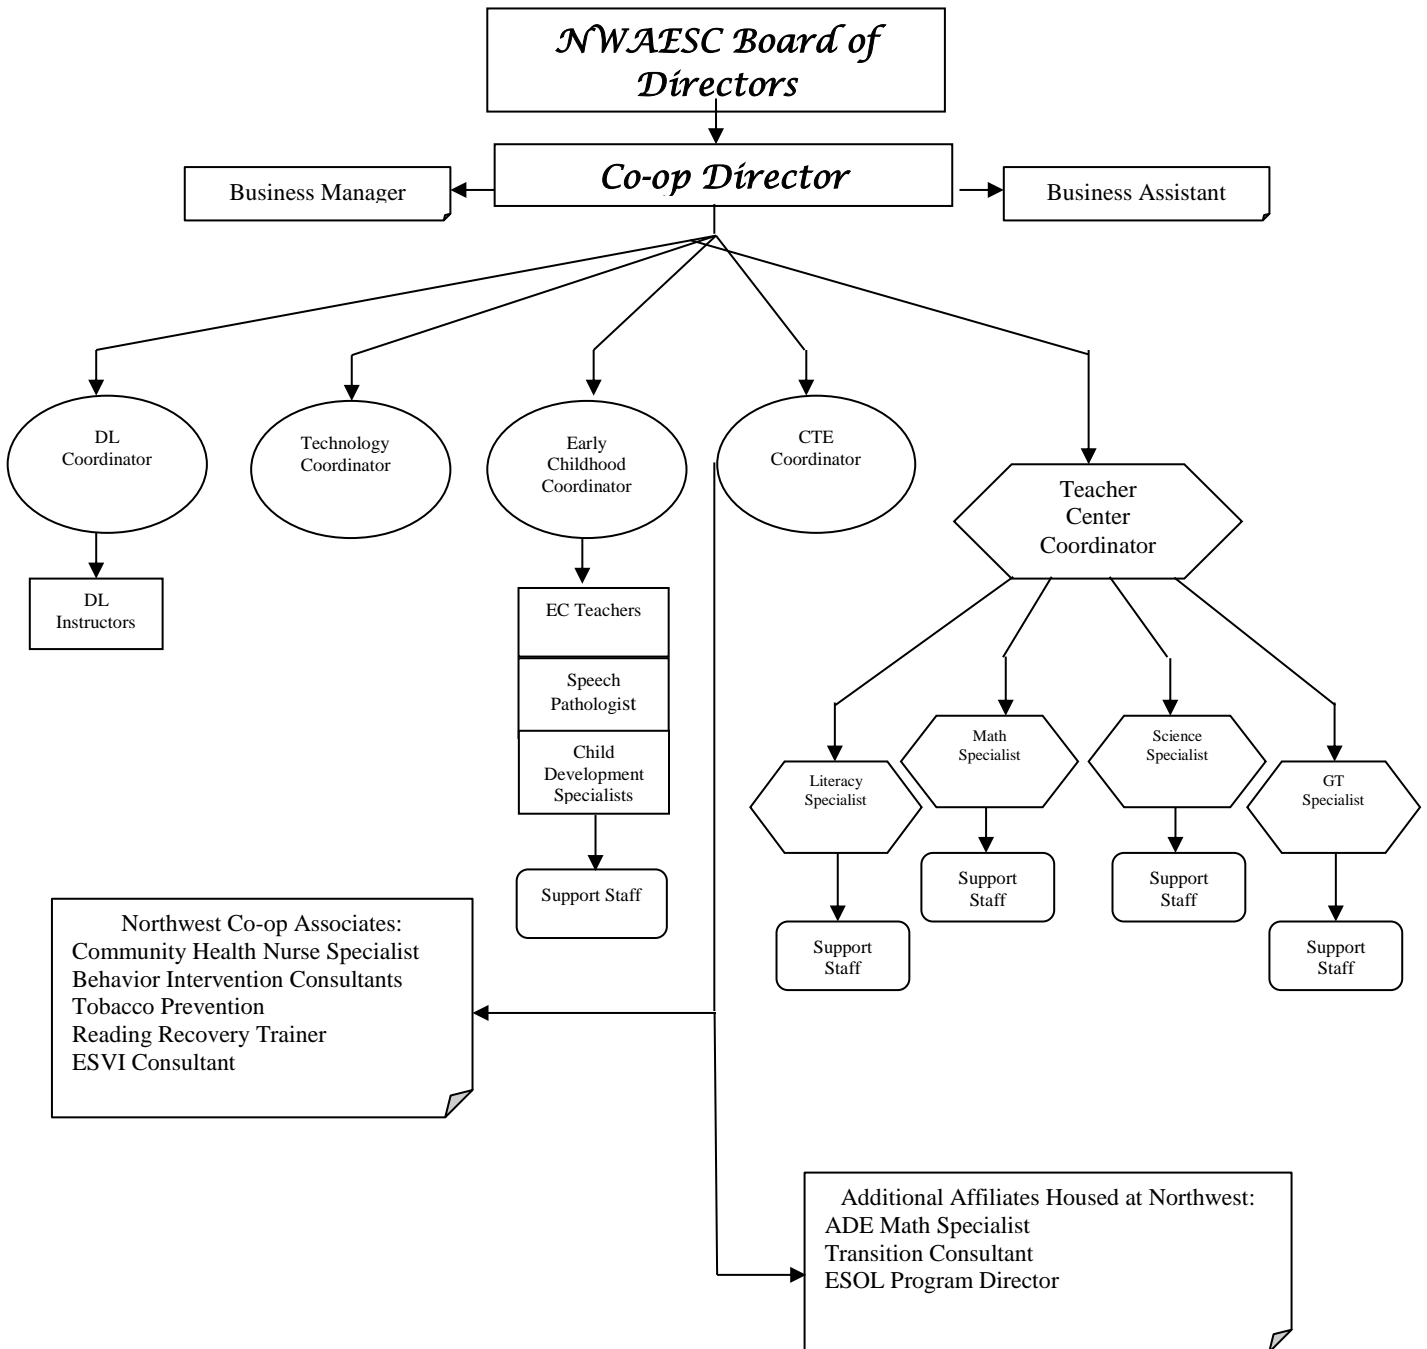 NWAESC Board of
Directors
Co-op Director
Business Manager
Business Assistant
DL
Coordinator
Technology
Coordinator
Early
Childhood
Coordinator
CTE
Coordinator
Teacher
Center
Coordinator
DL
Instructors
EC Teachers
Speech
Pathologist
Child
Development
Specialists
Support Staff
Literacy
Specialist
Math
Specialist
Science
Specialist
GT
Specialist
Support
Staff
Support
Staff
Support
Staff
Support
Staff
Northwest Co-op Associates:
Community Health Nurse Specialist
Behavior Intervention Consultants
Tobacco Prevention
Reading Recovery Trainer
ESVI Consultant
Additional Affiliates Housed at Northwest:
ADE Math Specialist
Transition Consultant
ESOL Program Director